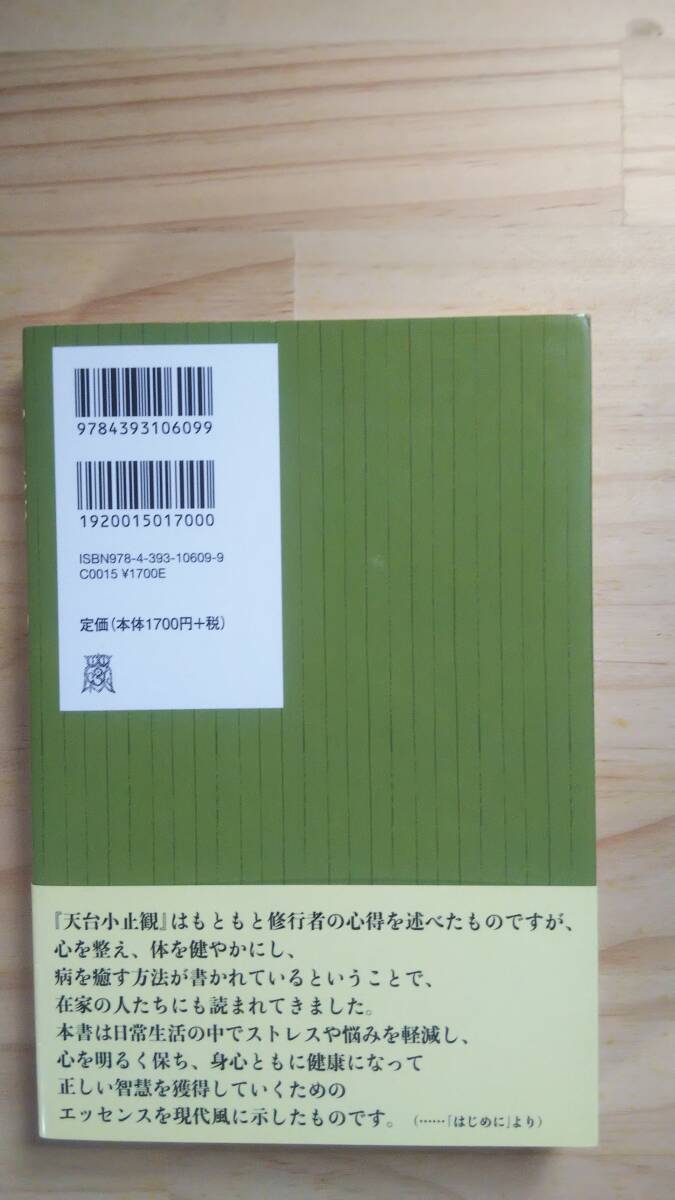 9784393106099
1920015017000
ISBN978-4-393-10609-9
C0015 ¥1700E
定価(本体1700円+税)
『天台小止観』はもともと修行者の心得を述べたものですが、
心を整え、体を健やかにし、
病を癒す方法が書かれているということで、
在家の人たちにも読まれてきました。
本書は日常生活の中でストレスや悩みを軽減し、
心を明るく保ち、身心ともに健康になって
正しい智慧を獲得していくための
エッセンスを現代風に示したものです。 (……「はじめに」より)